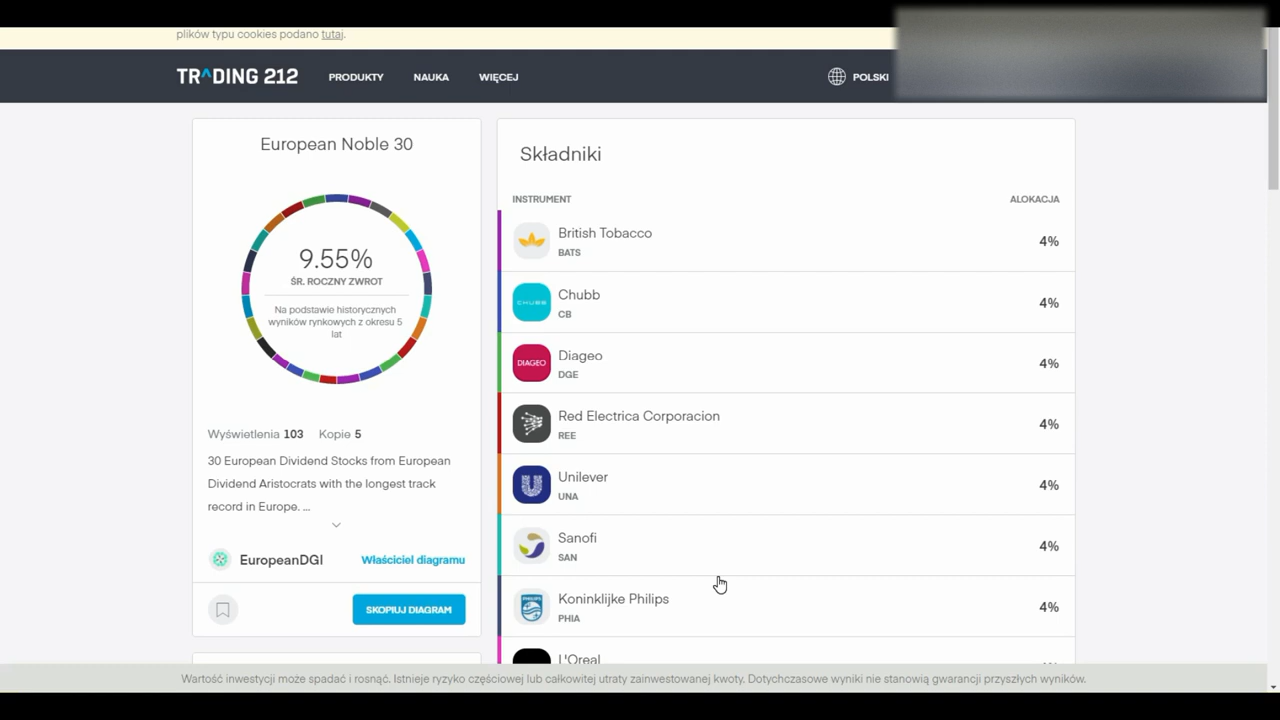 plików typu cookies podano tutaj.
TRADING 212
PRODUKTY
NAUKA
WIĘCEJ
POLSKI
European Noble 30
9.55%
ŚR. ROCZNY ZWROT
Na podstawie historycznych
wyników rynkowych z okresu 5
lat
Wyświetlenia 103 Kopie 5
30 European Dividend Stocks from European
Dividend Aristocrats with the longest track
record in Europe. ...
EuropeanDGI
Właściciel diagramu
SKOPIUJ DIAGRAM
Składniki
INSTRUMENT
ALOKACJA
British Tobacco
BATS
4%
CHUBB
Chubb
CB
4%
DIAGEO
Diageo
DGE
4%
Red Electrica Corporacion
REE
4%
Unilever
UNA
4%
Sanofi
SAN
4%
PHILIPS
Koninklijke Philips
PHIA
4%
L'Oreal
Wartość inwestycji może spadać i rosnąć. Istnieje ryzyko częściowej lub całkowitej utraty zainwestowanej kwoty. Dotychczasowe wyniki nie stanowią gwarancji przyszłych wyników.